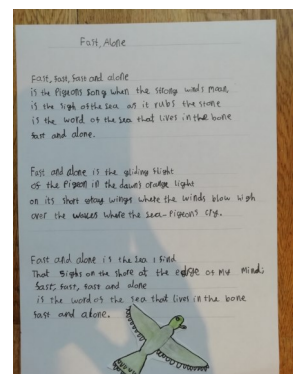 Fast, Alone
Fast, fast, fast and alone
is the pigeons song when the strong winds moan,
is the sigh of the sea as it rubs the stone
is the word of the sea that lives in the bone
fast and alone.
Fast and alone is the gliding flight
of the Pigeon in the dawns orange light
on its short wings where the winds blow high
over the waves where the sea-pigeons cry.
Fast and alone is the sea I find
That sighs on the shore at the edge of my mind;
fast, fast, fast and alone
is the word of the sea that lives in the bone
fast and alone.